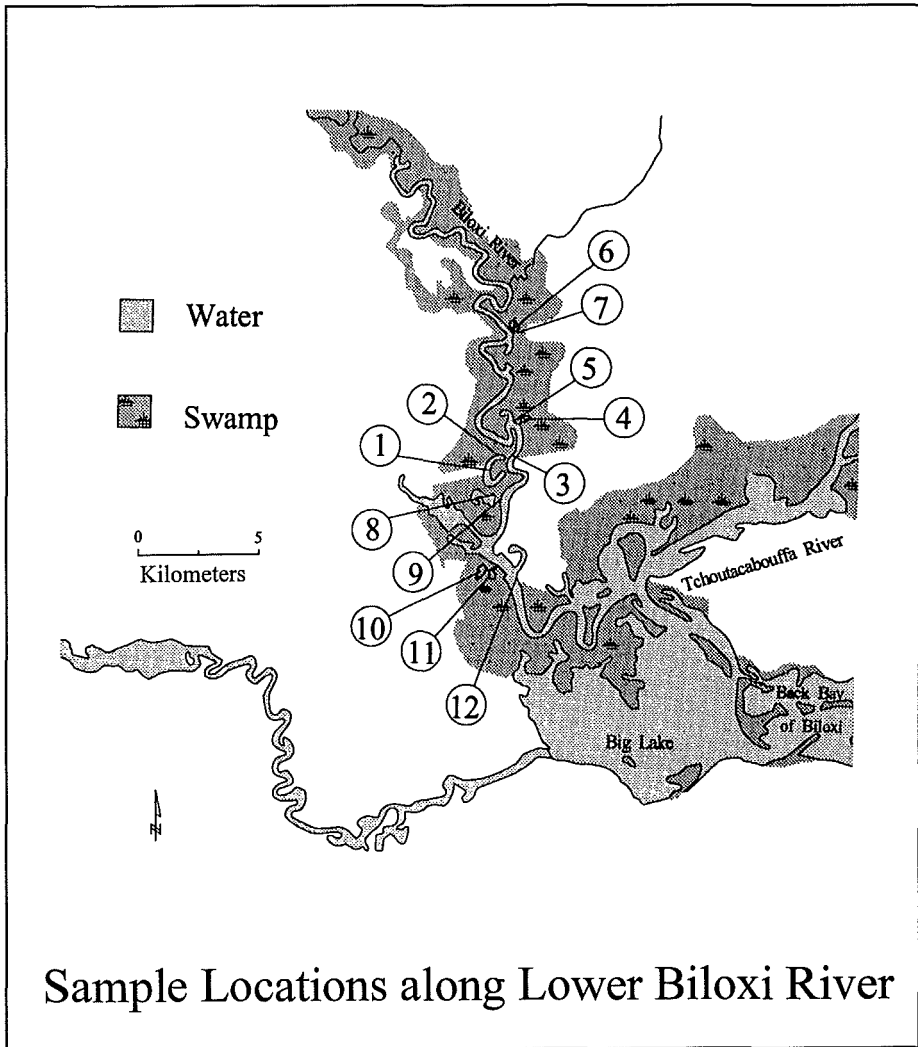 Biloxi River
6
7
Water
5
Swamp
2
4
1
3
8
0 5
Kilometers
9
Tchoutacabouffa River
10
11
12
Back Bay
of Biloxi
Big Lake
N
Sample Locations along Lower Biloxi River